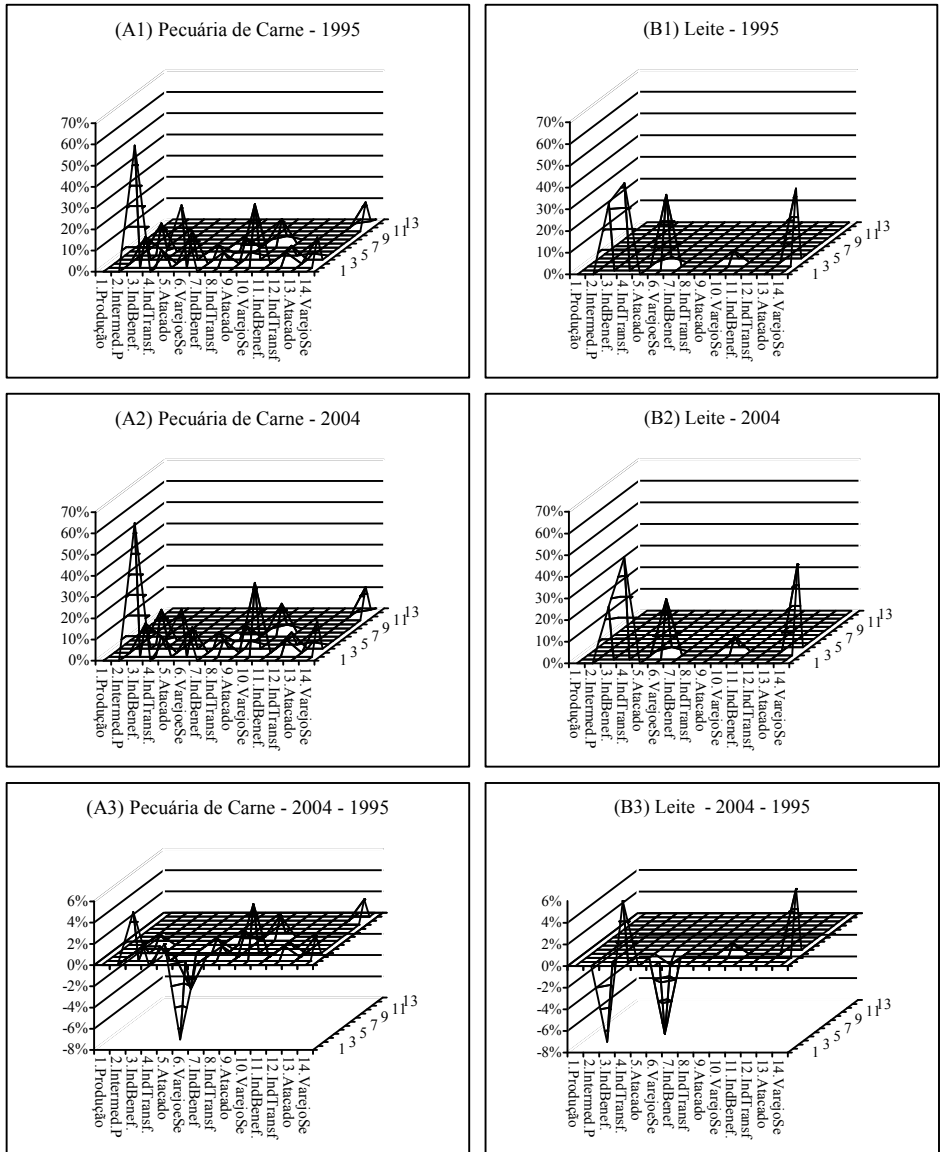 (A1) Pecuária de Carne - 1995
70%
60%
50%
40%
30%
20%
10%
0%
1.Produção
2.Intermed.P
3.IndBenef.
4.IndTransf.
5.Atacado
6.VarejoeSe
7.IndBenef
8.IndTransf
9.Atacado
10.VarejoSe
11.IndBenef.
12.IndTransf
13.Atacado
14.VarejoSe
1 3 5 7 9 11 13
(B1) Leite - 1995
70%
60%
50%
40%
30%
20%
10%
0%
1.Produção
2.Intermed.P
3.IndBenef.
4.IndTransf.
5.Atacado
6.VarejoeSe
7.IndBenef
8.IndTransf
9.Atacado
10.VarejoSe
11.IndBenef.
12.IndTransf
13.Atacado
14.VarejoSe
1 3 5 7 9 11 13
(A2) Pecuária de Carne - 2004
70%
60%
50%
40%
30%
20%
10%
0%
1.Produção
2.Intermed.P
3.IndBenef.
4.IndTransf.
5.Atacado
6.VarejoeSe
7.IndBenef
8.IndTransf
9.Atacado
10.VarejoSe
11.IndBenef.
12.IndTransf
13.Atacado
14.VarejoSe
1 3 5 7 9 11 13
(B2) Leite - 2004
70%
60%
50%
40%
30%
20%
10%
0%
1.Produção
2.Intermed.P
3.IndBenef.
4.IndTransf.
5.Atacado
6.VarejoeSe
7.IndBenef
8.IndTransf
9.Atacado
10.VarejoSe
11.IndBenef.
12.IndTransf
13.Atacado
14.VarejoSe
1 3 5 7 9 11 13
(A3) Pecuária de Carne - 2004 - 1995
6%
4%
2%
0%
-2%
-4%
-6%
-8%
1.Produção
2.Intermed.P
3.IndBenef.
4.IndTransf.
5.Atacado
6.VarejoeSe
7.IndBenef
8.IndTransf
9.Atacado
10.VarejoSe
11.IndBenef.
12.IndTransf
13.Atacado
14.VarejoSe
1 3 5 7 9 11 13
(B3) Leite - 2004 - 1995
6%
4%
2%
0%
-2%
-4%
-6%
-8%
1.Produção
2.Intermed.P
3.IndBenef.
4.IndTransf.
5.Atacado
6.VarejoeSe
7.IndBenef
8.IndTransf
9.Atacado
10.VarejoSe
11.IndBenef.
12.IndTransf
13.Atacado
14.VarejoSe
1 3 5 7 9 11 13